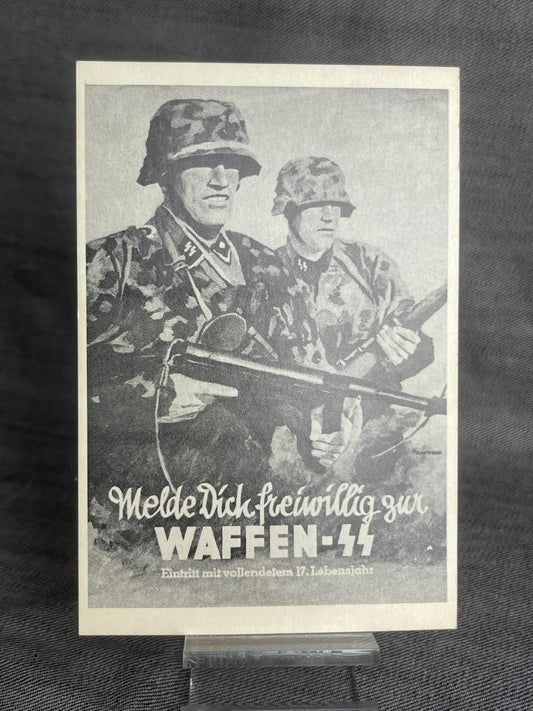 Melde Dich freiwillig zur
WAFFEN-SS
Eintritt mit vollendetem 17. Lebensjahr